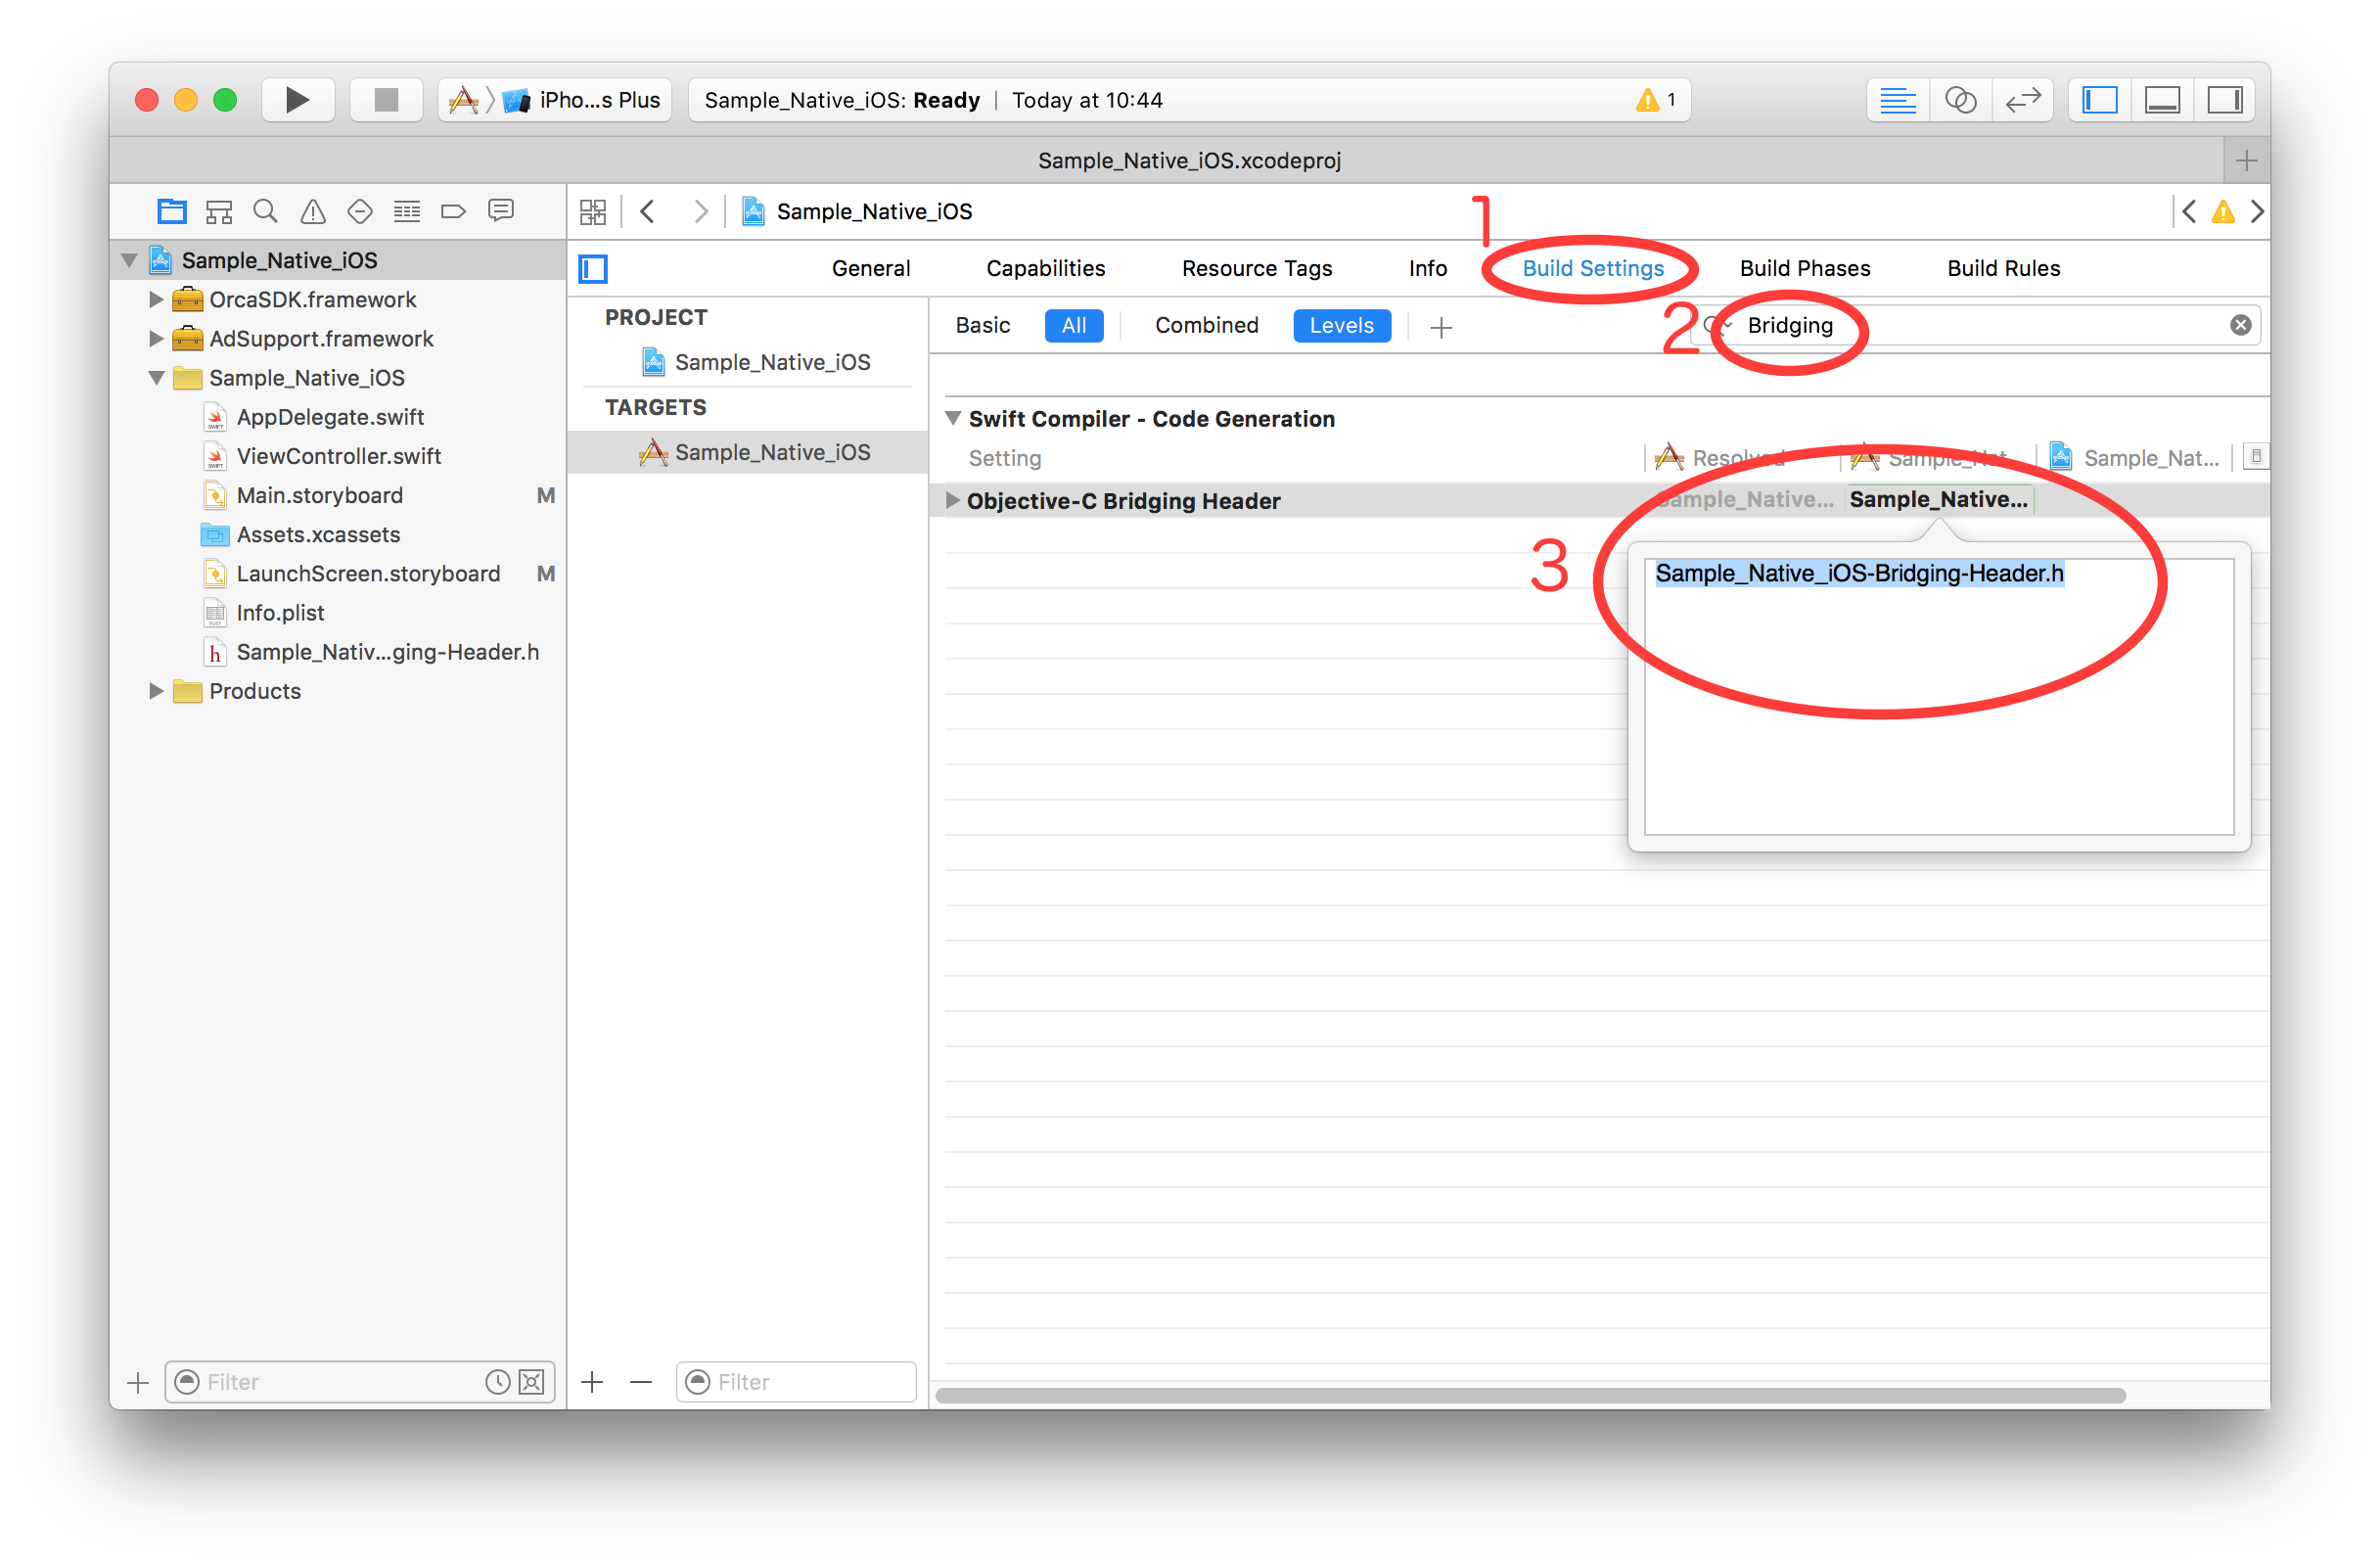 iPho...s Plus
Sample_Native_iOS: Ready | Today at 10:44
1
Sample_Native_iOS.xcodeproj
Sample_Native_iOS
1
Sample_Native_iOS
OrcaSDK.framework
AdSupport.framework
Sample_Native_iOS
AppDelegate.swift
ViewController.swift
Main.storyboard M
Assets.xcassets
LaunchScreen.storyboard M
Info.plist
Sample_Nativ...ging-Header.h
Products
General Capabilities Resource Tags Info Build Settings Build Phases Build Rules
PROJECT
Sample_Native_iOS
TARGETS
Sample_Native_iOS
Basic All Combined Levels
2
Bridging
Swift Compiler - Code Generation
Setting Resolved Sample_Nat... Sample_Nat...
Objective-C Bridging Header Sample_Native... Sample_Native...
3
Sample_Native_iOS-Bridging-Header.h
Filter
Filter